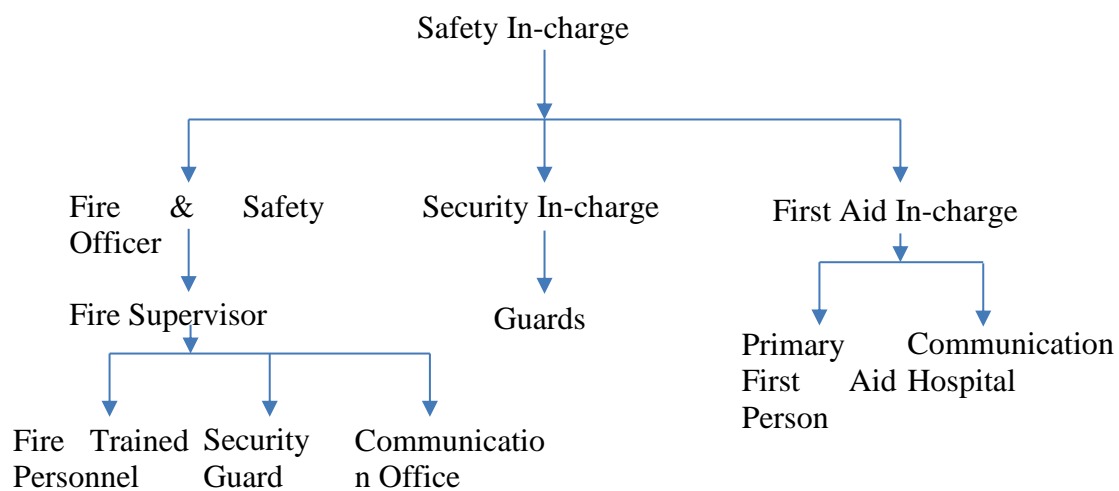 Safety In-charge
Fire & Safety
Officer
Security In-charge
First Aid In-charge
Fire Supervisor
Guards
Primary
First Aid
Person
Communication
Hospital
Fire Trained
Personnel
Security
Guard
Communicatio
n Office